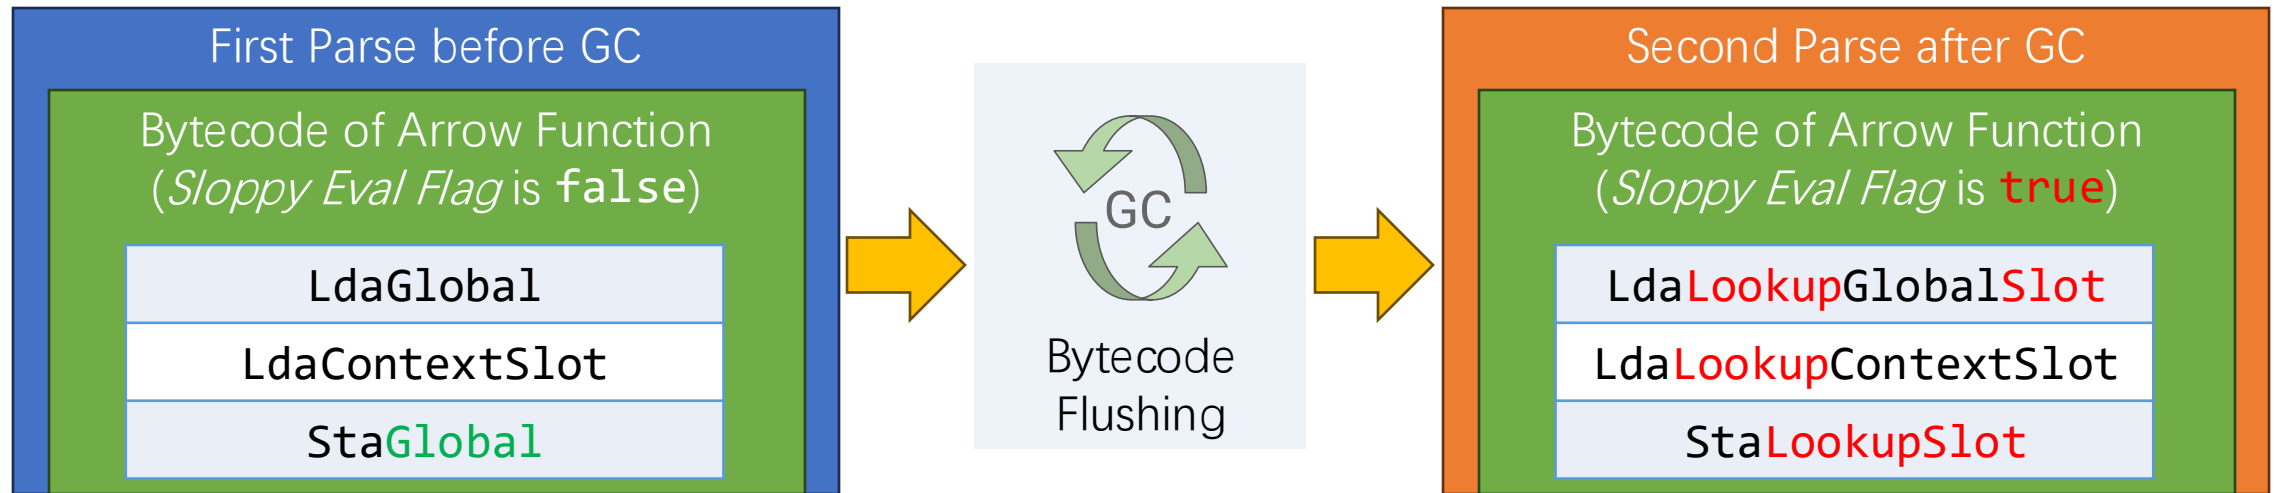 First Parse before GC
Bytecode of Arrow Function
(Sloppy Eval Flag is false)
LdaGlobal
LdaContextSlot
StaGlobal
GC
Bytecode
Flushing
Second Parse after GC
Bytecode of Arrow Function
(Sloppy Eval Flag is true)
LdaLookupGlobalSlot
LdaLookupContextSlot
StaLookupSlot